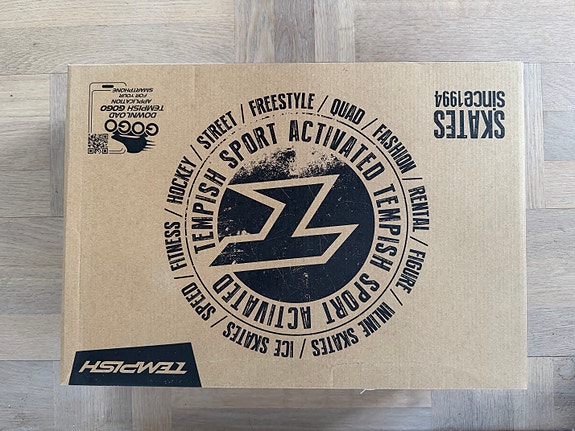 SKATES
Since1994
GOGO
DOWNLOAD
TEMPISH GOGO
APPLICATION
FOR YOUR
SMARTPHONE
HOCKEY / STREET / FREESTYLE / QUAD / FASHION / RENTAL / FIGURE / INLINE SKATES / ICE SKATES / SPEED / FITNESS /
TEMPISH SPORT ACTIVATED TEMPISH SPORT ACTIVATED
TEMPISH